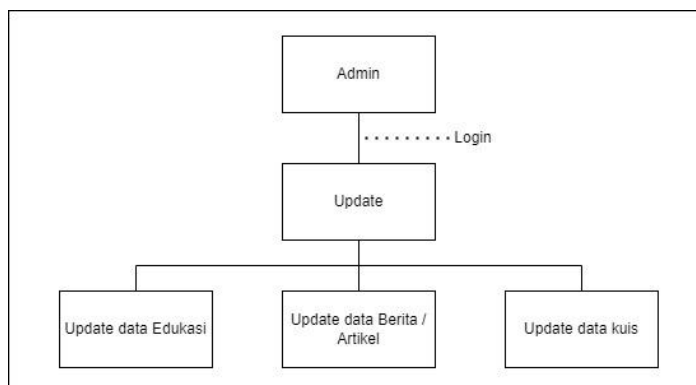 Admin
Login
Update
Update data Edukasi
Update data Berita /
Artikel
Update data kuis